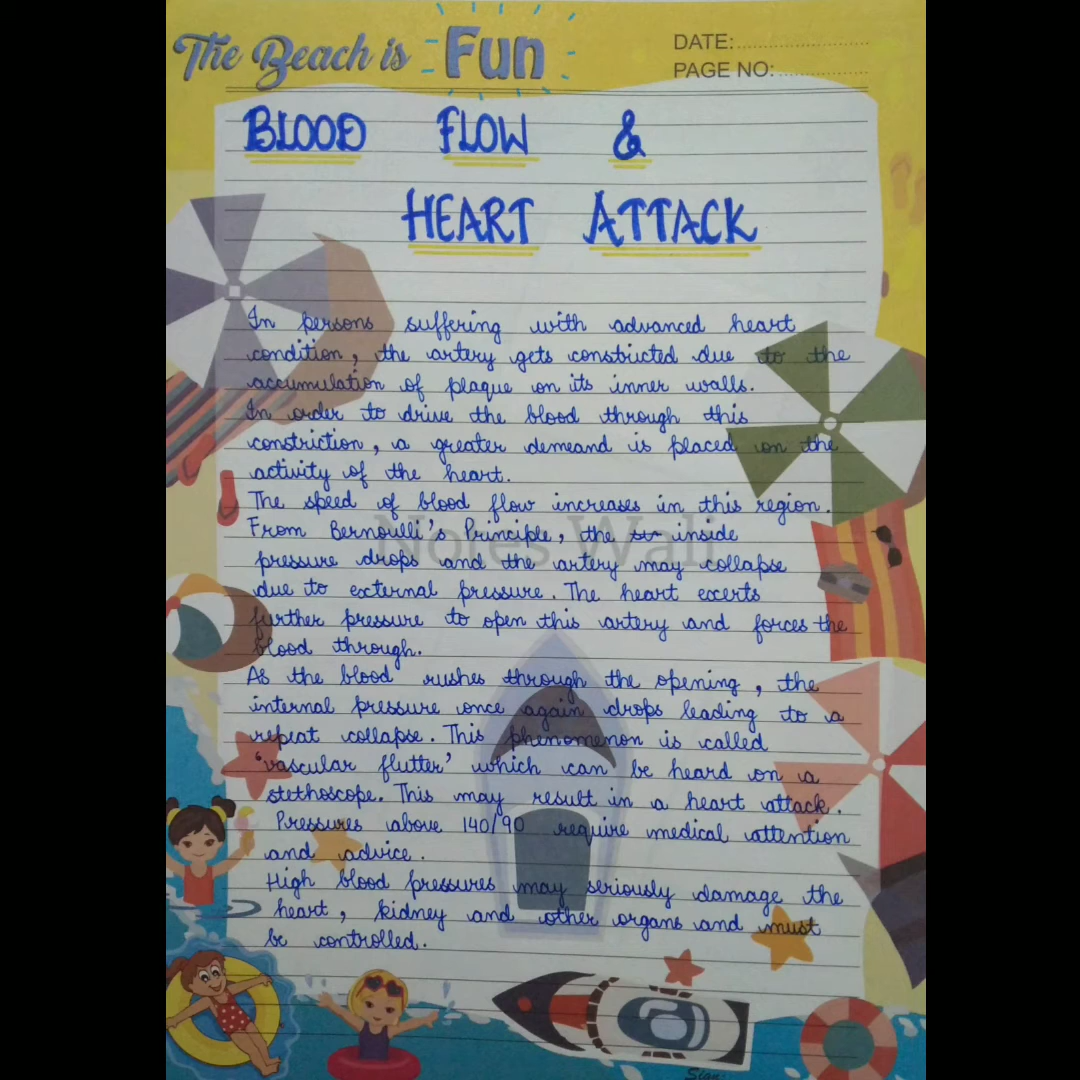 The Beach is Fun
DATE:
PAGE NO:
BLOOD FLOW &
HEART ATTACK
In persons suffering with advanced heart
condition, the artery gets constricted due to the
accumulation of plaque on its inner walls.
In order to drive the blood through this
constriction, a greater demeand is placed on the
activity of the heart.
The speed of blood flow increases in this region.
From Bernoulli's Principle, the inside
pressure drops and the artery may collapse
due to external pressure. The heart exerts
further pressure to open this artery and forces the
blood through.
As the blood rushes through the opening, the
internal pressure once again drops leading to a
repeat collapse. This phenomenon is called
'vascular flutter' which can be heard on a
stethoscope. This may result in a heart attack.
Pressures above 140/90 require medical attention
and advice.
High blood pressures may seriously damage the
heart, kidney and other organs and must
be controlled.
Notes Wali